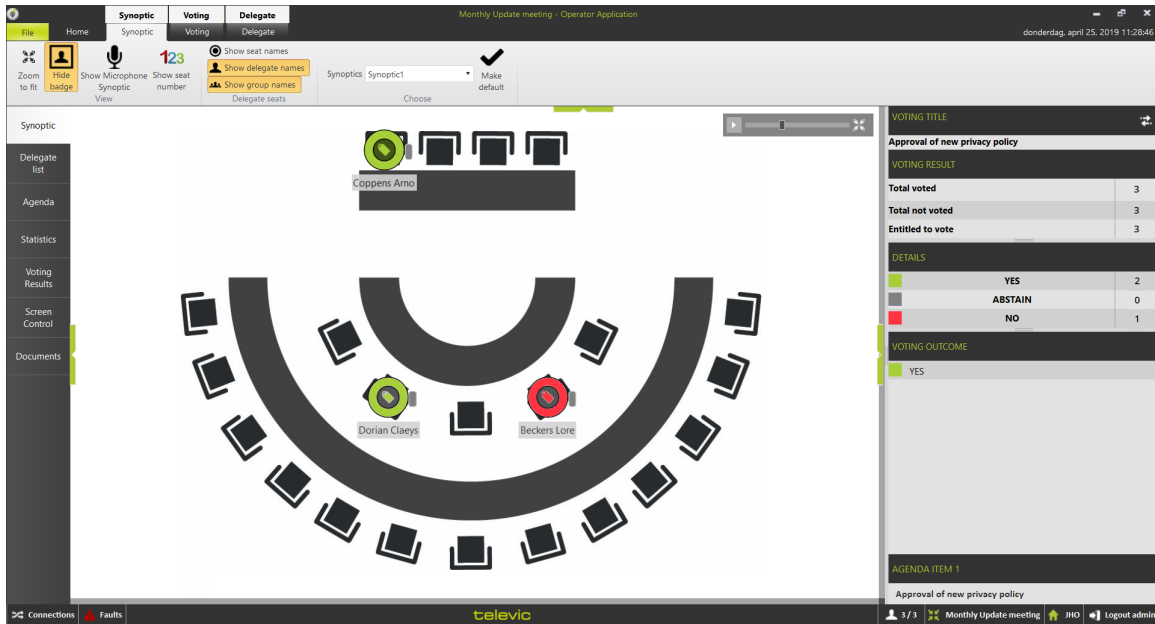 Synoptic Voting Delegate
Monthly Update meeting - Operator Application
File Home Synoptic Voting Delegate
donderdag, april 25, 2019 11:28:46
Zoom to fit
Hide badge
Show Microphone Synoptic
123
Show seat number
View
Show seat names
Show delegate names
Show group names
Delegate seats
Synoptics Synoptic1
Make default
Choose
Synoptic
Delegate list
Agenda
Statistics
Voting Results
Screen Control
Documents
Coppens Arno
Dorian Claeys
Beckers Lore
VOTING TITLE
Approval of new privacy policy
VOTING RESULT
Total voted 3
Total not voted 3
Entitled to vote 3
DETAILS
YES 2
ABSTAIN 0
NO 1
VOTING OUTCOME
YES
AGENDA ITEM 1
Approval of new privacy policy
Connections Faults televic 3 / 3 Monthly Update meeting JHO Logout admin